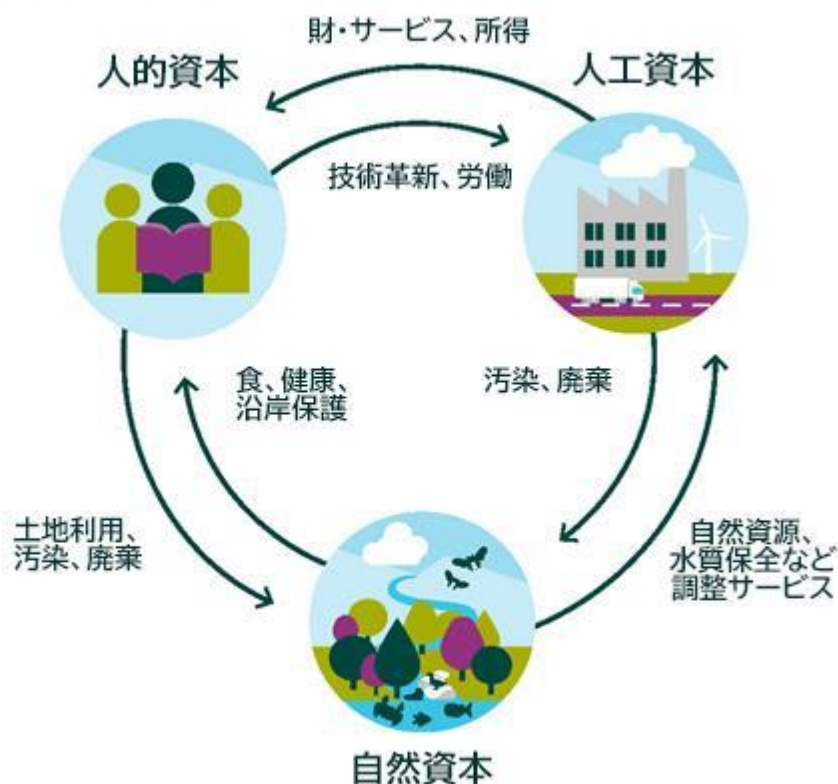 財・サービス、所得
人的資本
人工資本
技術革新、労働
食、健康、
沿岸保護
汚染、廃棄
土地利用、
汚染、廃棄
自然資源、
水質保全など
調整サービス
自然資本